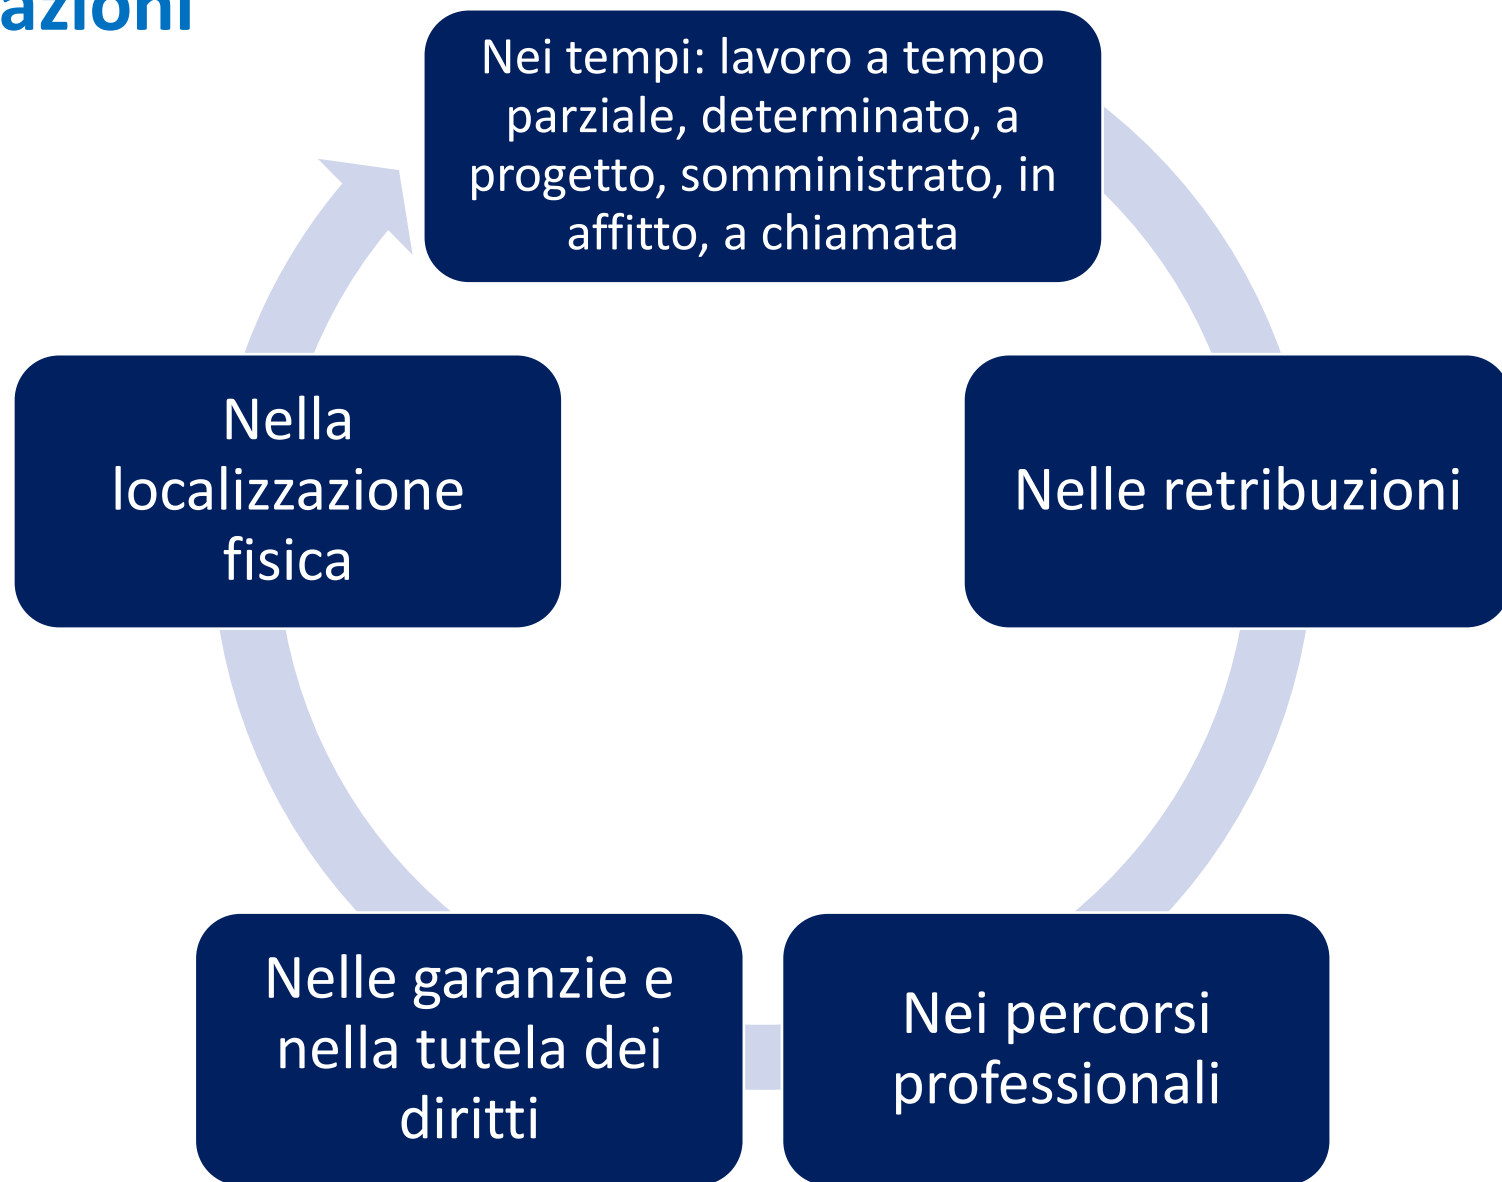 azioni
Nei tempi: lavoro a tempo
parziale, determinato, a
progetto, somministrato, in
affitto, a chiamata
Nelle retribuzioni
Nei percorsi
professionali
Nelle garanzie e
nella tutela dei
diritti
Nella
localizzazione
fisica